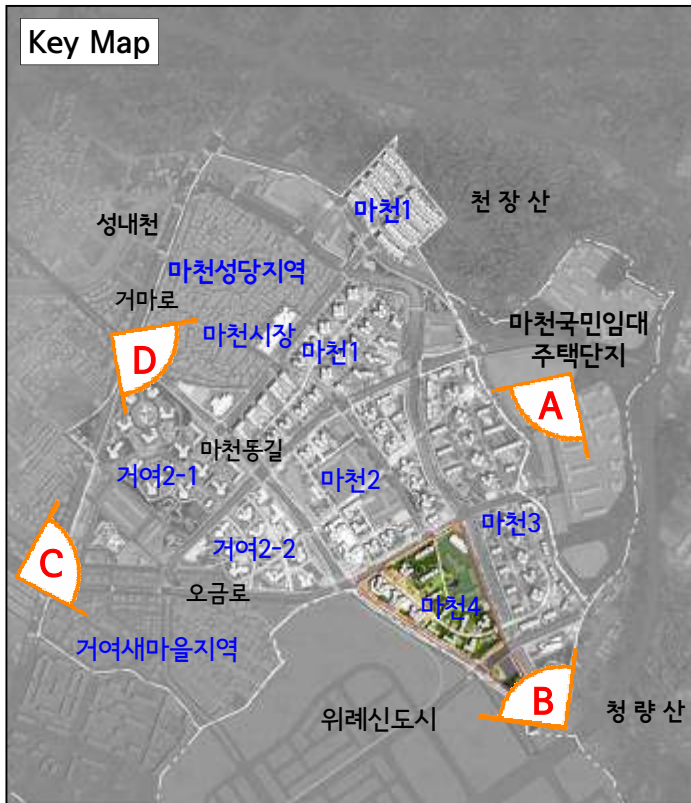 Key Map
마천1
천장산
성내천
마천성당지역
거마로
마천시장
마천1
마천국민임대
주택단지
D
A
마천동길
거여2-1
마천2
마천3
거여2-2
C
오금로
마천4
거여새마을지역
위례신도시
B
청량산